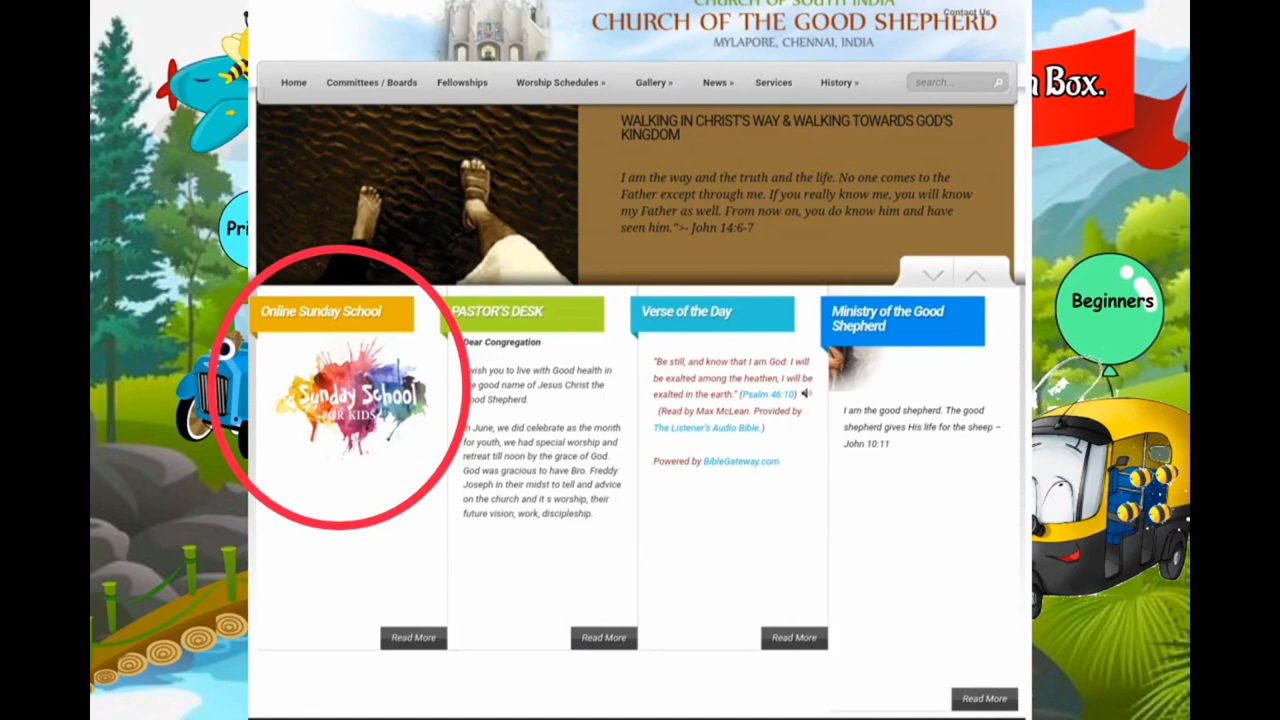 CHURCH OF SOUTH INDIA
Contact Us
CHURCH OF THE GOOD SHEPHERD
MYLAPORE, CHENNAI, INDIA
Home Committees / Boards Fellowships Worship Schedules » Gallery » News » Services History » search...
Box.
WALKING IN CHRIST'S WAY & WALKING TOWARDS GOD'S
KINGDOM
I am the way and the truth and the life. No one comes to the
Father except through me. If you really know me, you will know
my Father as well. From now on, you do know him and have
seen him.">- John 14:6-7
Pri
Beginners
Online Sunday School
Sunday School
FOR KIDS
Read More
PASTOR'S DESK
Dear Congregation
wish you to live with Good health in
good name of Jesus Christ the
ood Shepherd.
n June, we did celebrate as the month
for youth, we had special worship and
retreat till noon by the grace of God.
God was gracious to have Bro. Freddy
Joseph in their midst to tell and advice
on the church and it s worship, their
future vision, work, discipleship.
Read More
Verse of the Day
"Be still, and know that I am God: I will
be exalted among the heathen, I will be
exalted in the earth." (Psalm 46:10)
(Read by Max McLean. Provided by
The Listener's Audio Bible.)
Powered by BibleGateway.com
Read More
Ministry of the Good
Shepherd
I am the good shepherd. The good
shepherd gives His life for the sheep –
John 10:11
Read More